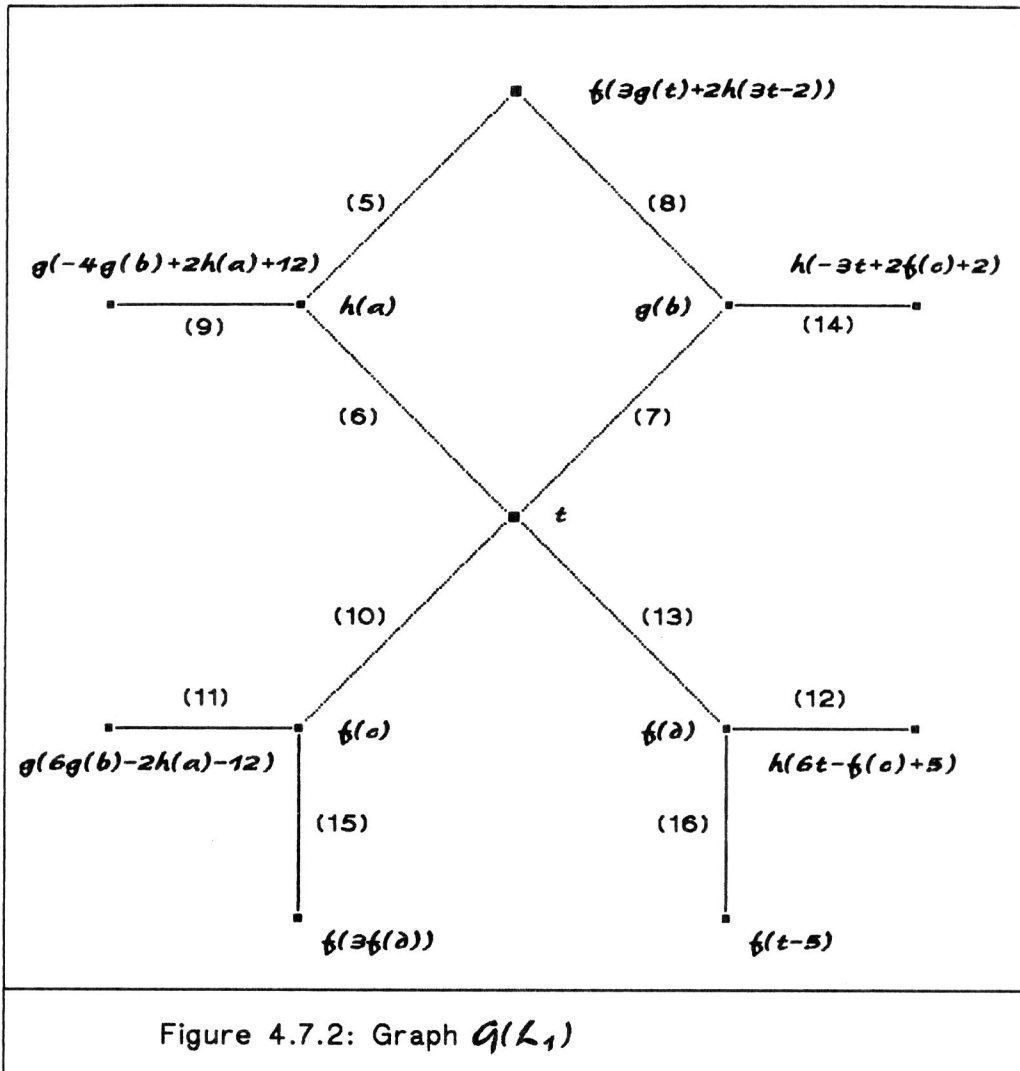 f(3g(t)+2h(3t-2))
(5)
(8)
g(-4g(b)+2h(a)+12)
h(-3t+2f(c)+2)
h(a)
g(b)
(9)
(14)
(6)
(7)
t
(10)
(13)
(11)
(12)
f(c)
f(d)
g(6g(b)-2h(a)-12)
h(6t-f(c)+5)
(15)
(16)
f(3f(d))
f(t-5)
Figure 4.7.2: Graph G(L₁)